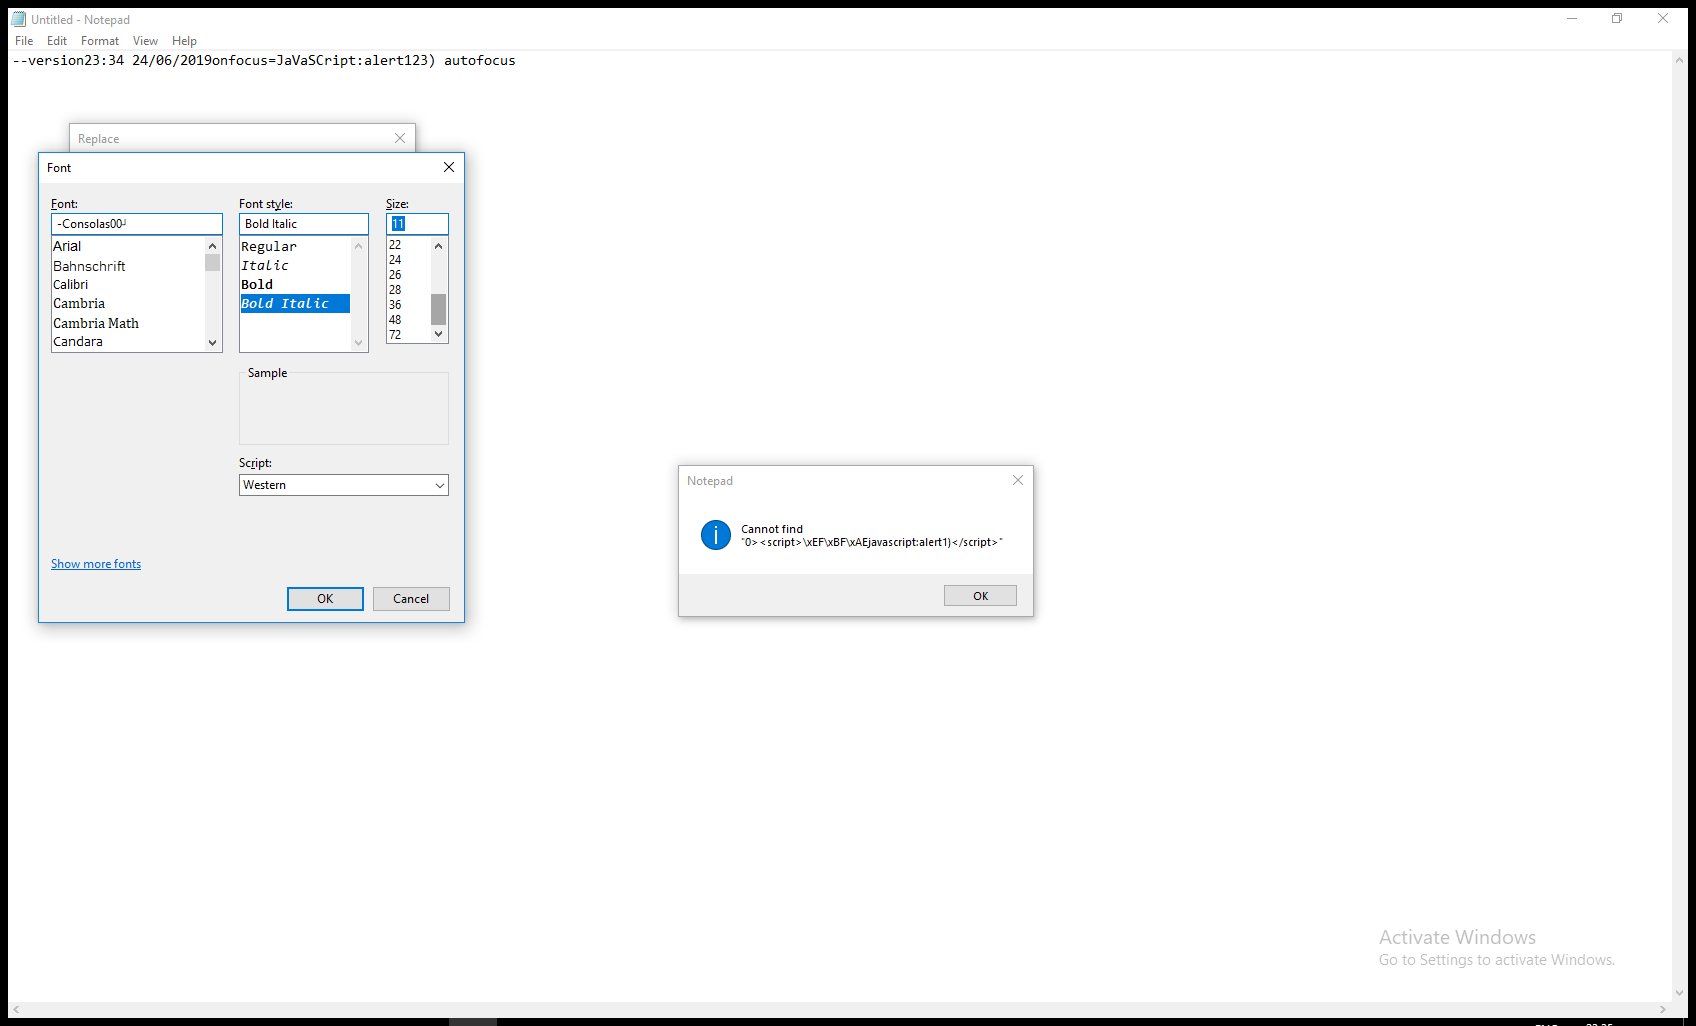 Untitled - Notepad
File Edit Format View Help
--version23:34 24/06/2019onfocus=JaVaSCript:alert123) autofocus
Replace
Font
Font:
-Consolas00
Arial
Bahnschrift
Calibri
Cambria
Cambria Math
Candara
Font style:
Bold Italic
Regular
Italic
Bold
Bold Italic
Size:
11
22
24
26
28
36
48
72
Sample
Script:
Western
Show more fonts
OK
Cancel
Notepad
Cannot find
"0><script>\xEF\xBF\xAEjavascript:alert1)</script>"
OK
Activate Windows
Go to Settings to activate Windows.